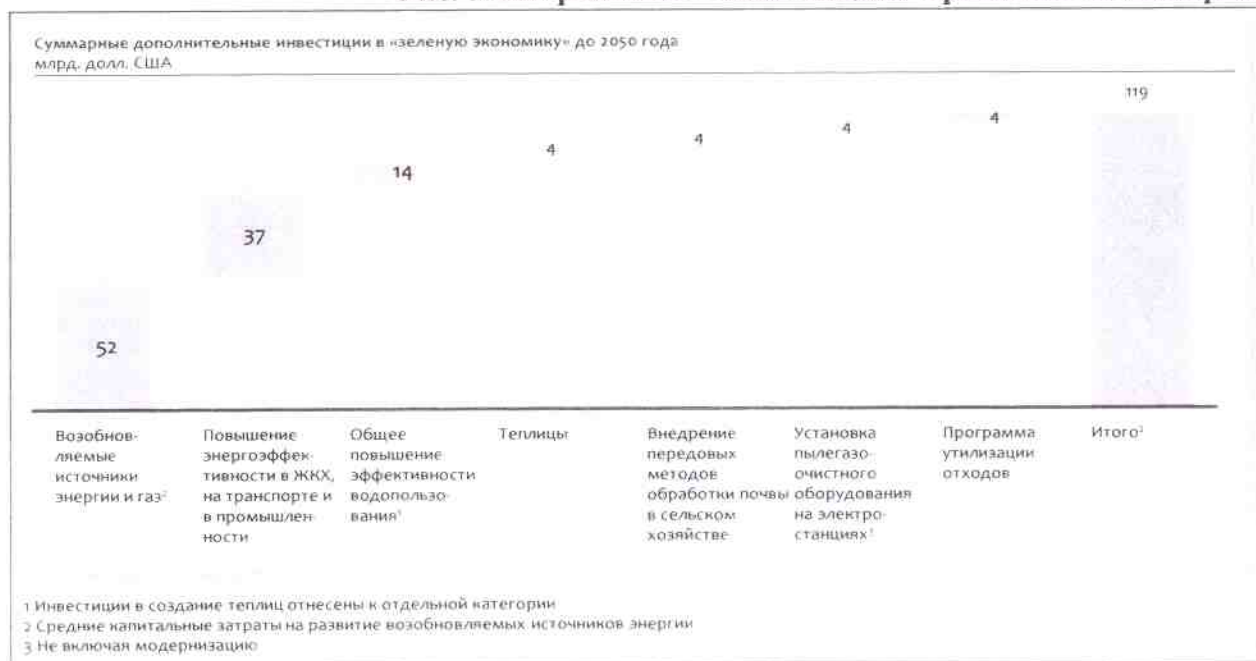 Суммарные дополнительные инвестиции в «зеленую экономику» до 2050 года
млрд. долл. США
119
4
4
4
4
14
37
52
Возобнов-
ляемые
источники
энергии и газ²
Повышение
энергоэффек-
тивности в ЖКХ,
на транспорте и
в промышлен-
ности
Общее
повышение
эффективности
водопользо-
вания¹
Теплицы
Внедрение
передовых
методов
обработки почвы
в сельском
хозяйстве
Установка
пылегазо-
очистного
оборудования
на электро-
станциях³
Программа
утилизации
отходов
Итого²
1 Инвестиции в создание теплиц отнесены к отдельной категории
2 Средние капитальные затраты на развитие возобновляемых источников энергии
3 Не включая модернизацию